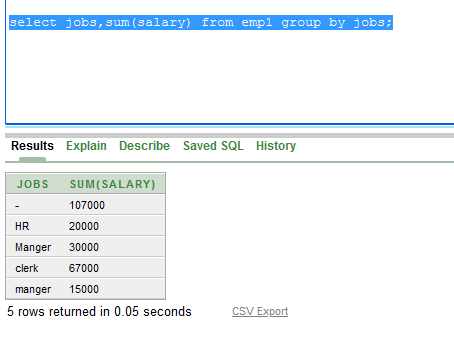 select jobs,sum(salary) from emp1 group by jobs;
Results Explain Describe Saved SQL History
JOBS SUM(SALARY)
- 107000
HR 20000
Manger 30000
clerk 67000
manger 15000
5 rows returned in 0.05 seconds CSV Export